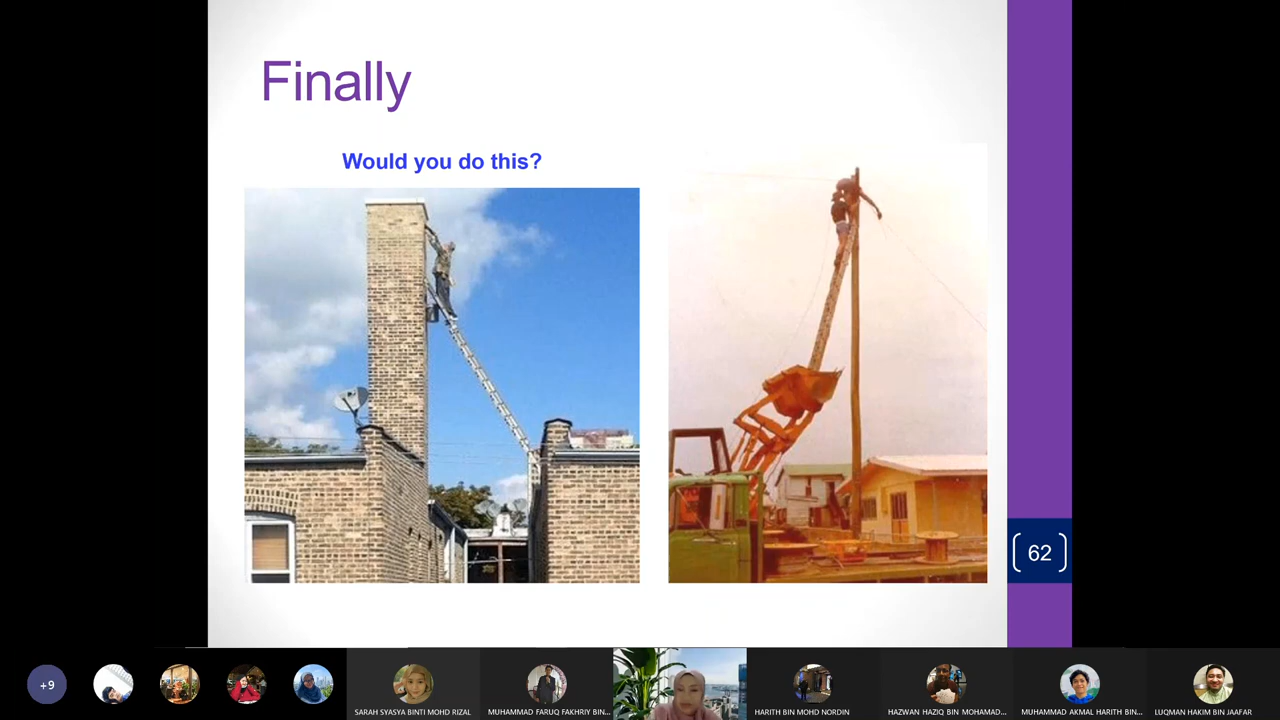 Finally
Would you do this?
62
+9
SARAH SYASYA BINTI MOHD RIZAL
MUHAMMAD FARUQ FAKHRIY BIN...
HARITH BIN MOHD NORDIN
HAZWAN HAZIQ BIN MOHAMAD...
MUHAMMAD AKMAL HARITH BIN...
LUQMAN HAKIM BIN JAAFAR